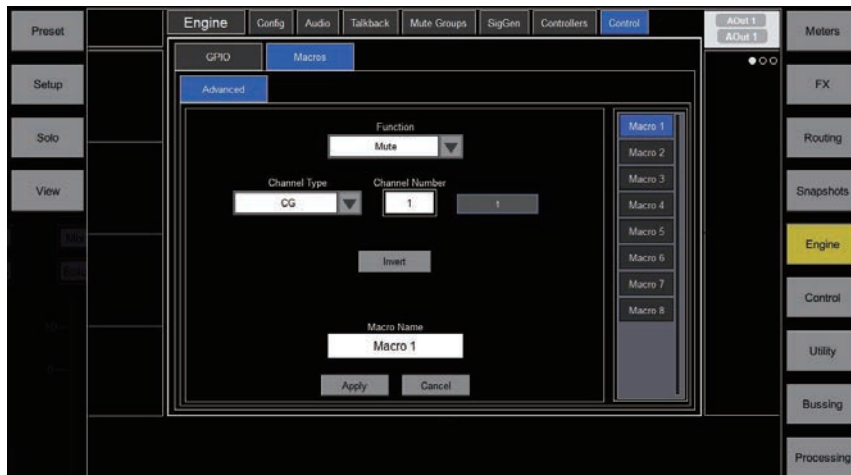 Preset
Setup
Solo
View
Engine
Config
Audio
Talkback
Mute Groups
SigGen
Controllers
Control
AOut 1
AOut 1
GPIO
Macros
Advanced
Function
Mute
Channel Type
Channel Number
CG
1
1
Invert
Macro Name
Macro 1
Apply
Cancel
Macro 1
Macro 2
Macro 3
Macro 4
Macro 5
Macro 6
Macro 7
Macro 8
Meters
FX
Routing
Snapshots
Engine
Control
Utility
Bussing
Processing